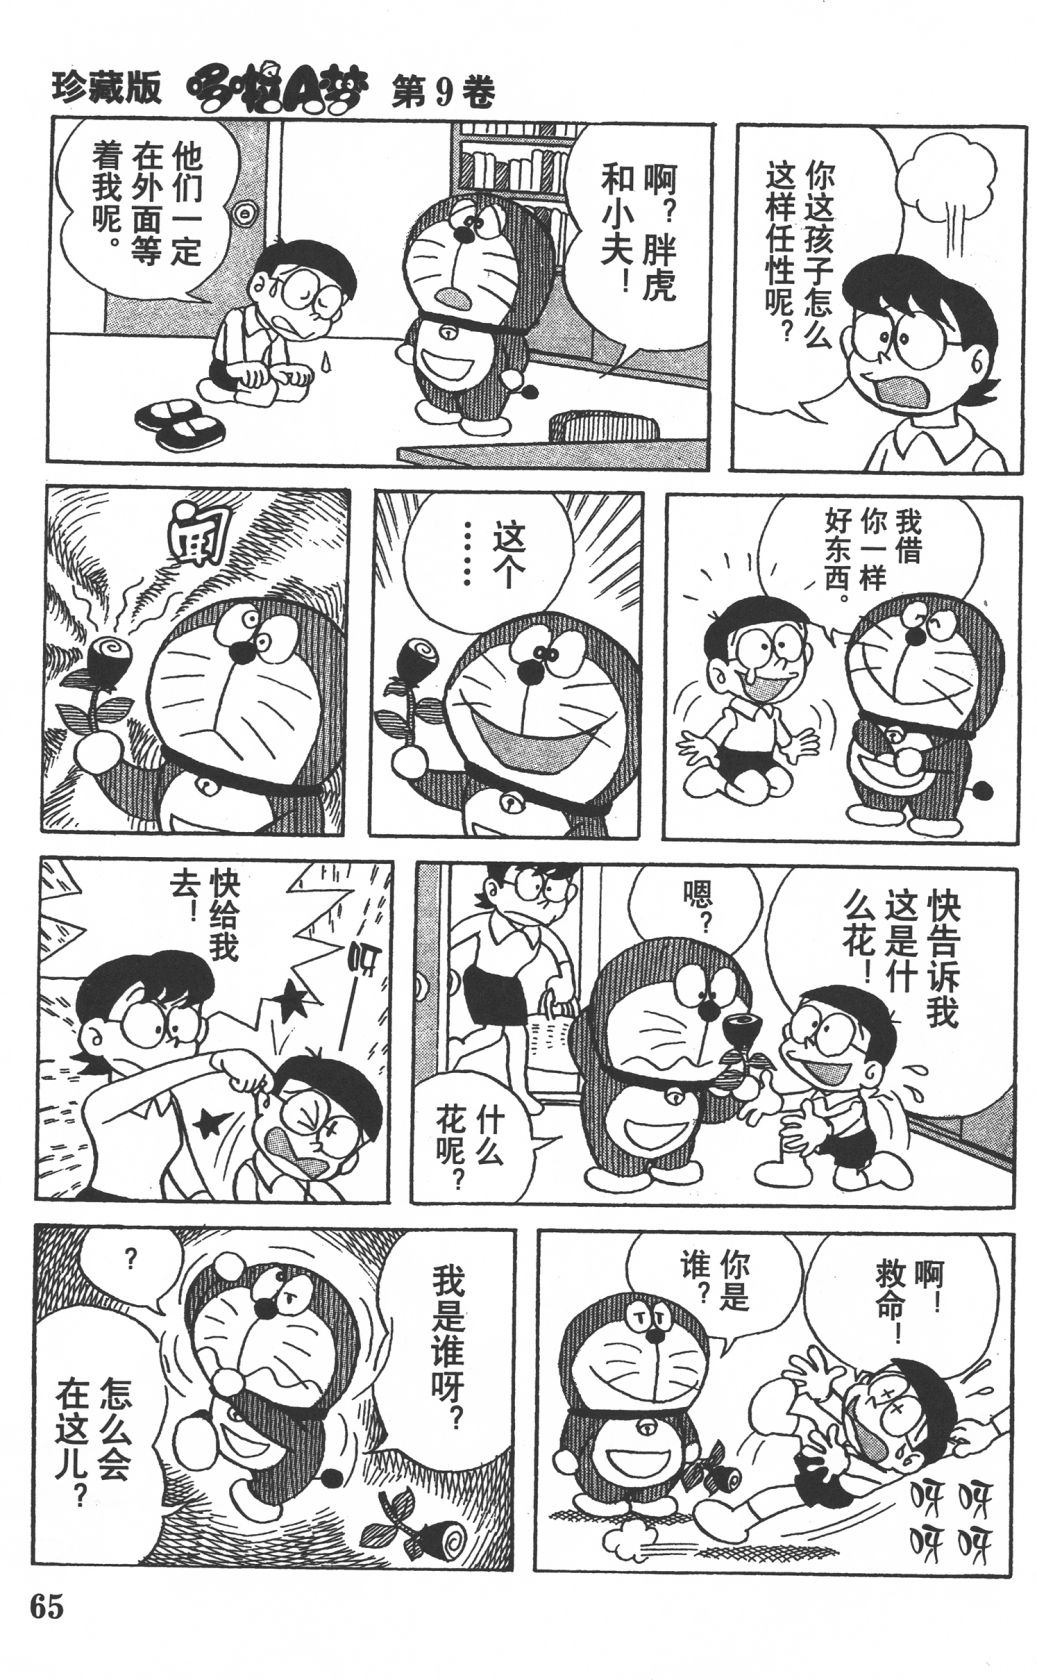 珍藏版 哆啦A梦 第9卷
你这孩子怎么
这样任性呢?
啊?胖虎
和小夫!
他们一定
在外面等
着我呢。
我借
你一样
好东西。
这个
……
闻
快告诉我
这是什
么花!
嗯?
什么
花呢?
快给我
去!
呀
啊!
救命!
你是
谁?
呀呀
呀呀
我是谁呀?
?
怎么会
在这儿?
65